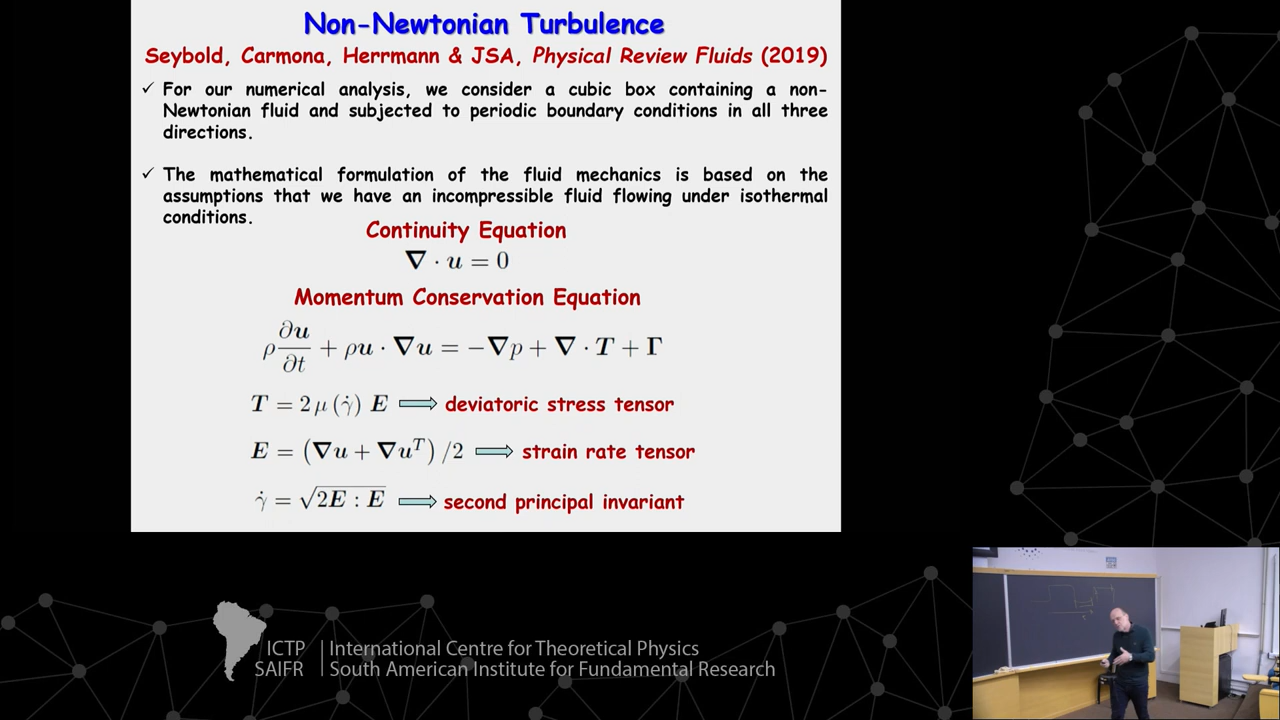 Non-Newtonian Turbulence
Seybold, Carmona, Herrmann & JSA, Physical Review Fluids (2019)
✓ For our numerical analysis, we consider a cubic box containing a non-
Newtonian fluid and subjected to periodic boundary conditions in all three
directions.
✓ The mathematical formulation of the fluid mechanics is based on the
assumptions that we have an incompressible fluid flowing under isothermal
conditions.
Continuity Equation
∇ · u = 0
Momentum Conservation Equation
ρ ∂u/∂t + ρu · ∇u = −∇p + ∇ · T + Γ
T = 2 μ (γ̇) E ⇒ deviatoric stress tensor
E = (∇u + ∇uᵀ) /2 ⇒ strain rate tensor
γ̇ = √2E : E ⇒ second principal invariant
ICTP | International Centre for Theoretical Physics
SAIFR | South American Institute for Fundamental Research